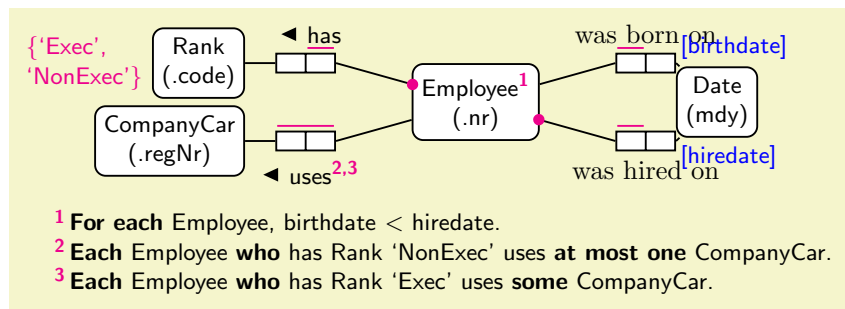 {‘Exec’,
‘NonExec’}
Rank
(.code)
◄ has
was born on
[birthdate]
Employee¹
(.nr)
Date
(mdy)
CompanyCar
(.regNr)
◄ uses²,³
[hiredate]
was hired on
¹ For each Employee, birthdate < hiredate.
² Each Employee who has Rank ‘NonExec’ uses at most one CompanyCar.
³ Each Employee who has Rank ‘Exec’ uses some CompanyCar.